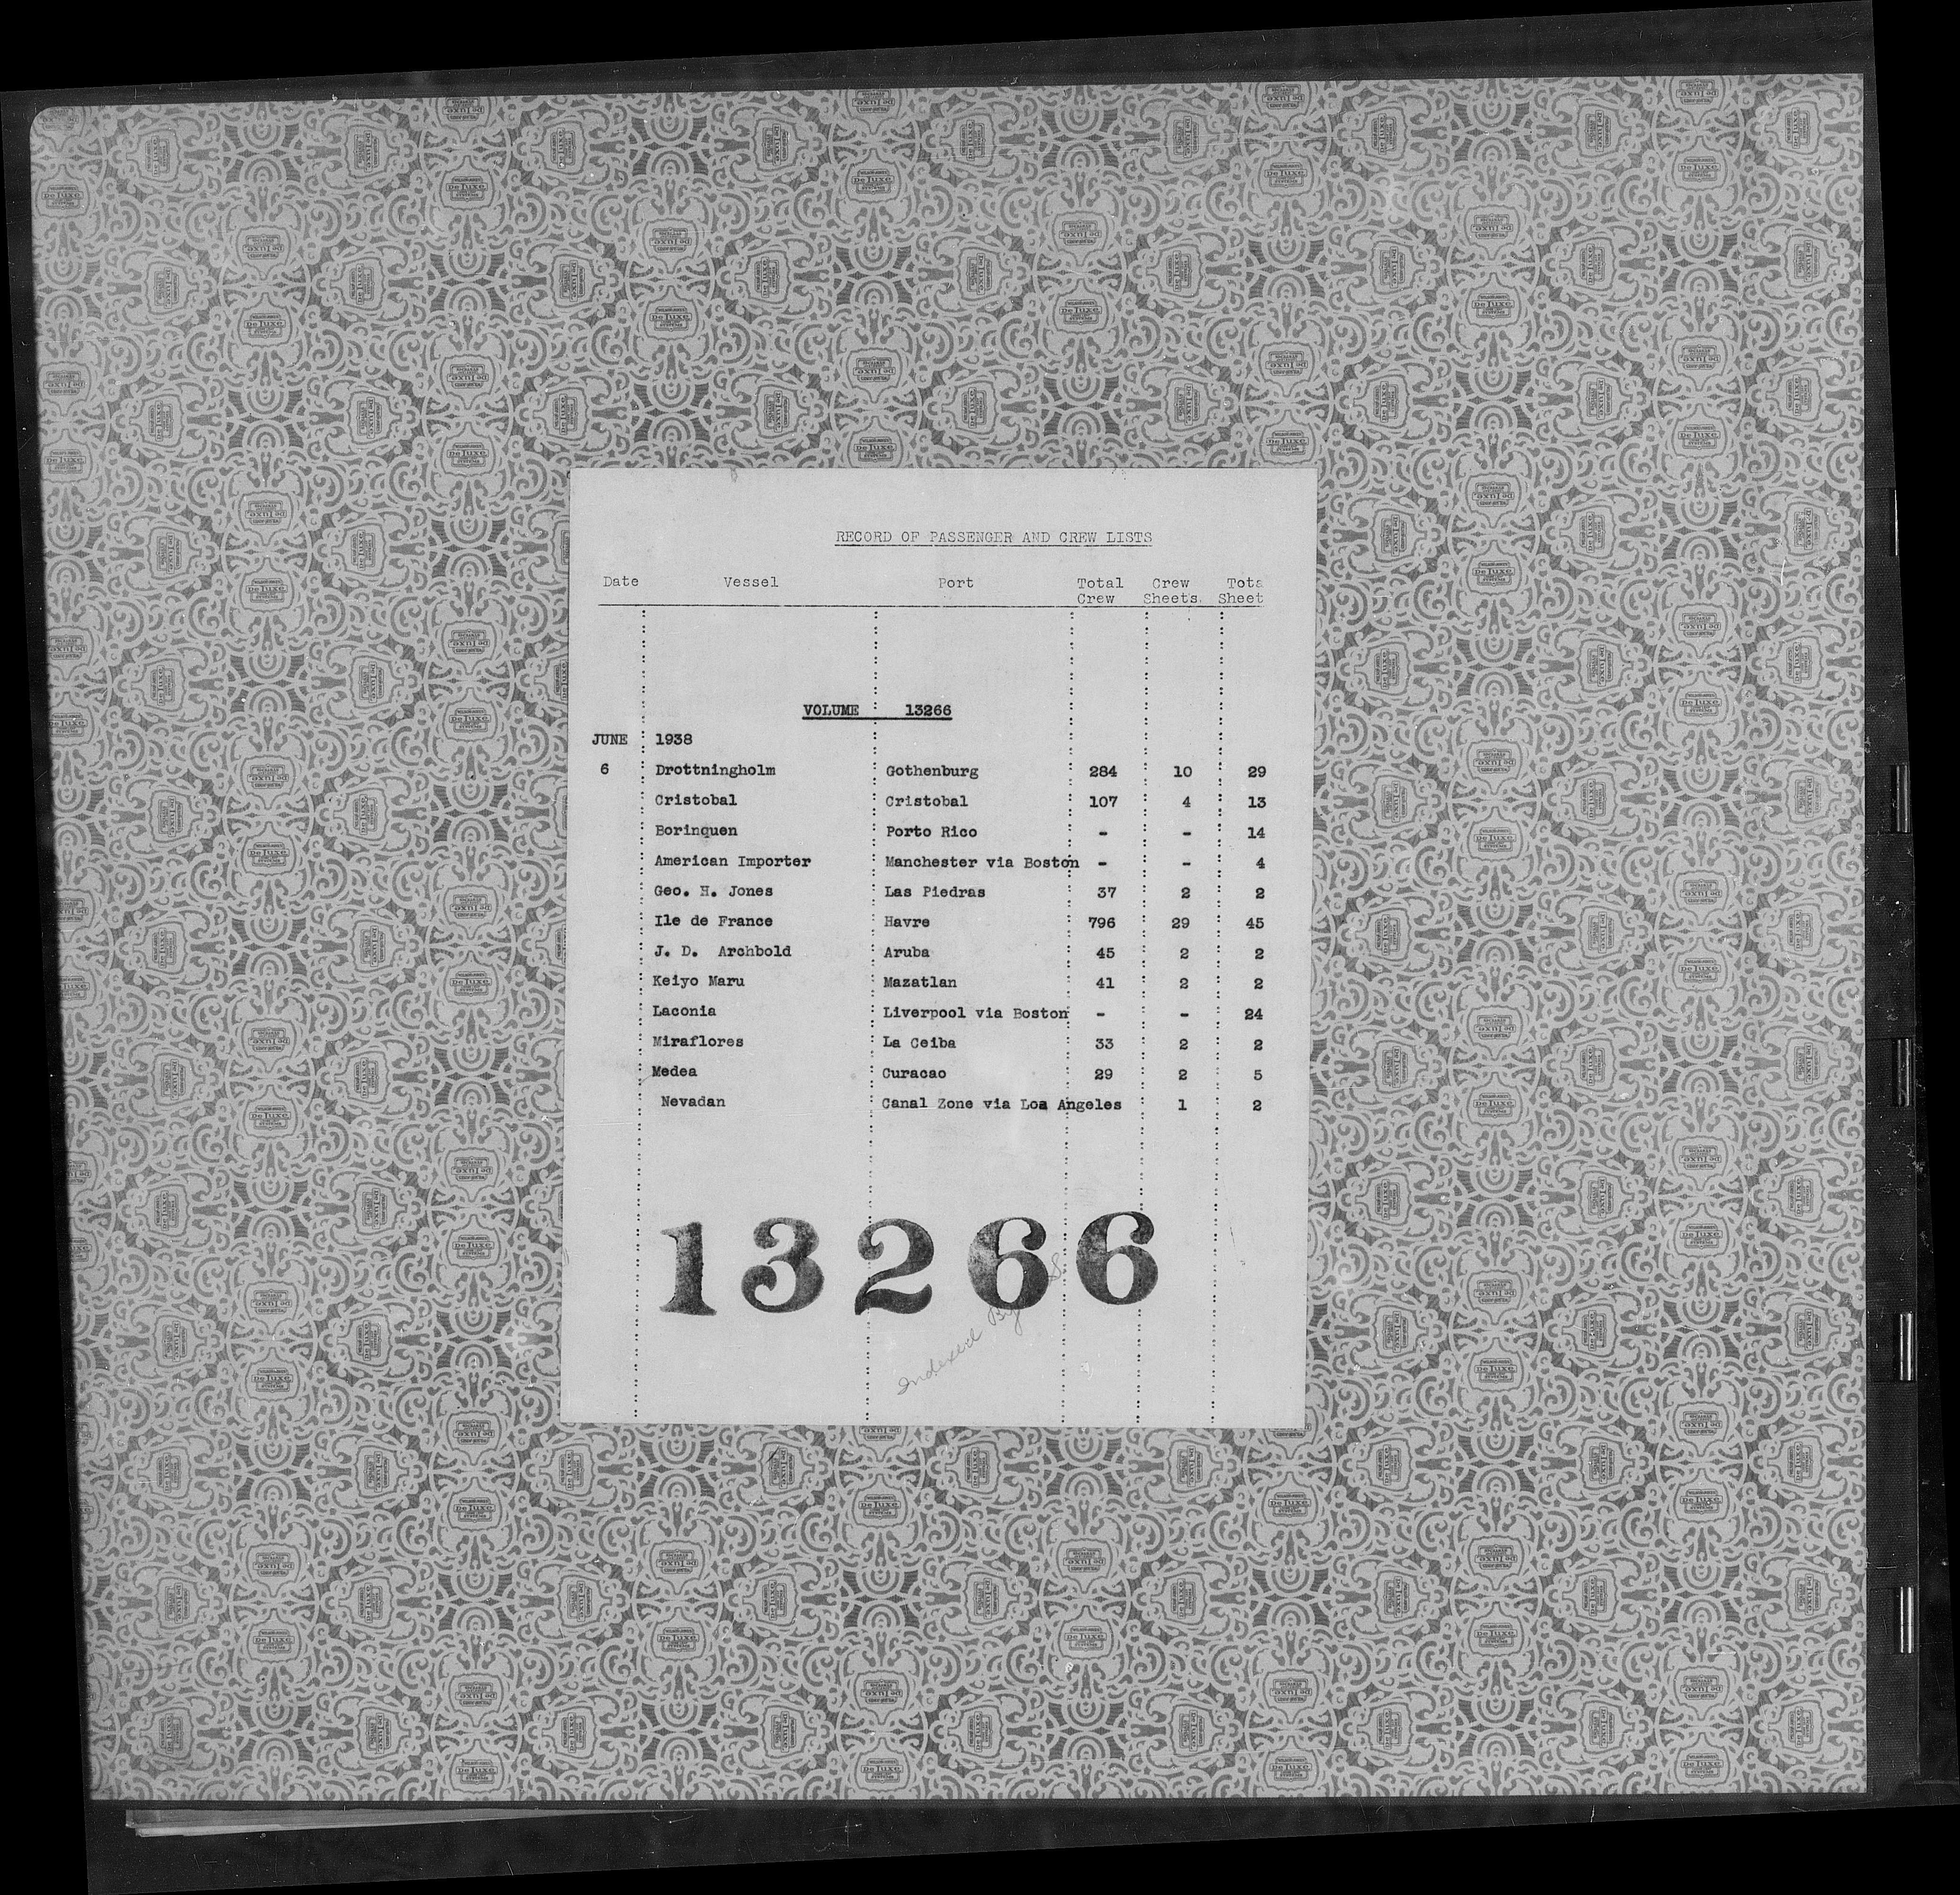 RECORD OF PASSENGER AND CREW LISTS
Date Vessel Port Total Crew Tota
Crew Sheets. Sheet
VOLUME 13266
JUNE 1938
6 Drottningholm Gothenburg 284 10 29
Cristobal Cristobal 107 4 13
Borinquen Porto Rico - - 14
American Importer Manchester via Boston - - 4
Geo. H. Jones Las Piedras 37 2 2
Ile de France Havre 796 29 45
J. D. Archbold Aruba 45 2 2
Keiyo Maru Mazatlan 41 2 2
Laconia Liverpool via Boston - - 24
Miraflores La Ceiba 33 2 2
Medea Curacao 29 2 5
Nevadan Canal Zone via Loa Angeles 1 2
13266
Indexed By